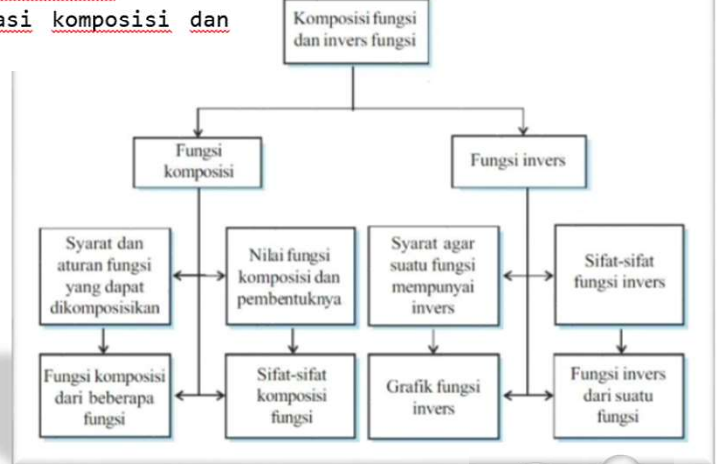 asi komposisi dan
Komposisi fungsi
dan invers fungsi
Fungsi
komposisi
Fungsi invers
Syarat dan
aturan fungsi
yang dapat
dikomposisikan
Nilai fungsi
komposisi dan
pembentuknya
Syarat agar
suatu fungsi
mempunyai
invers
Sifat-sifat
fungsi invers
Fungsi komposisi
dari beberapa
fungsi
Sifat-sifat
komposisi
fungsi
Grafik fungsi
invers
Fungsi invers
dari suatu
fungsi